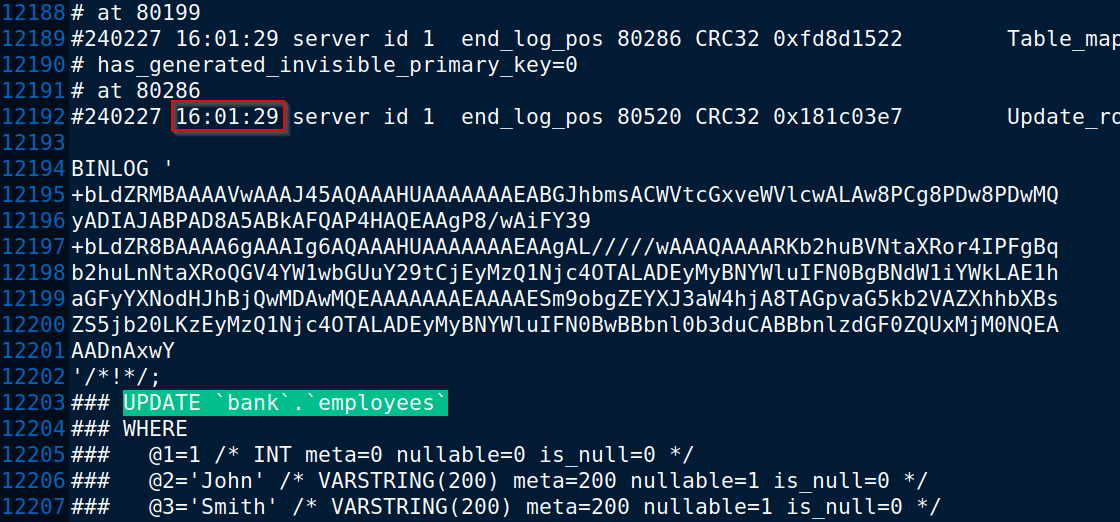 12188 # at 80199
12189 #240227 16:01:29 server id 1  end_log_pos 80286 CRC32 0xfd8d1522        Table_map
12190 # has_generated_invisible_primary_key=0
12191 # at 80286
12192 #240227 16:01:29 server id 1  end_log_pos 80520 CRC32 0x181c03e7        Update_ro
12193
12194 BINLOG '
12195 +bLdZRMBAAAAVwAAAJ45AQAAAHUAAAAAAAEABGJhbmsACWVtcGxveWVlcwALAw8PCg8PDw8PDwMQ
12196 yADIAJABPAD8A5ABkAFQAP4HAQEAAgP8/wAiFY39
12197 +bLdZR8BAAAA6gAAAIg6AQAAAHUAAAAAAAEAAgAL/////wAAAQAAAARKb2huBVNtaXRor4IPFgBq
12198 b2huLnNtaXRoQGV4YW1wbGUuY29tCjEyMzQ1Njc4OTALADEyMyBNYWluIFN0BgBNdW1iYWkLAE1h
12199 aGFyYXNodHJhBjQwMDAwMQEAAAAAAAEAAAAESm9obgZEYXJ3aW4hjA8TAGpvaG5kb2VAZXhhbXBs
12200 ZS5jb20LKzEyMzQ1Njc4OTALADEyMyBNYWluIFN0BwBBbnl0b3duCABBbnlzdGF0ZQUxMjM0NQEA
12201 AADnAxwY
12202 '/*!*/;
12203 ### UPDATE `bank`.`employees`
12204 ### WHERE
12205 ###   @1=1 /* INT meta=0 nullable=0 is_null=0 */
12206 ###   @2='John' /* VARSTRING(200) meta=200 nullable=1 is_null=0 */
12207 ###   @3='Smith' /* VARSTRING(200) meta=200 nullable=1 is_null=0 */